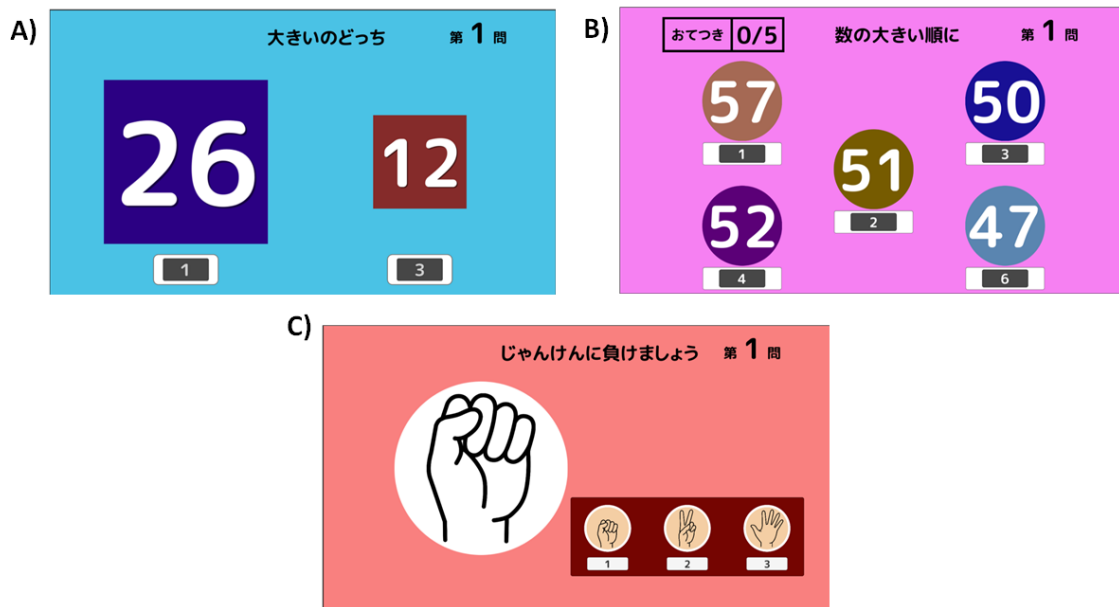 A)
大きいのどっち 第1問
26 12
1 3
B)
おてつき 0/5 数の大きい順に 第1問
57 50
1 3
51
2
52 47
4 6
C)
じゃんけんに負けましょう 第1問
1 2 3